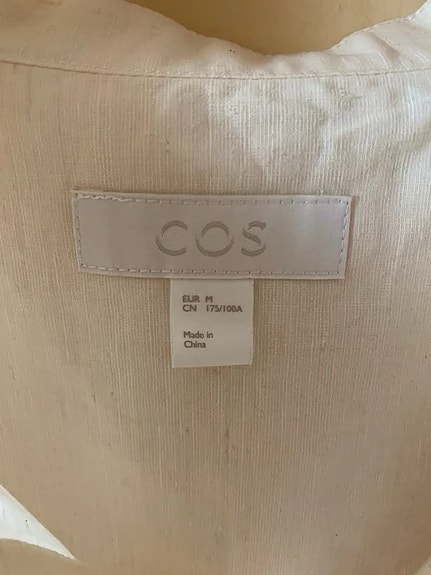 COS
EUR M
CN 175/100A
Made in
China